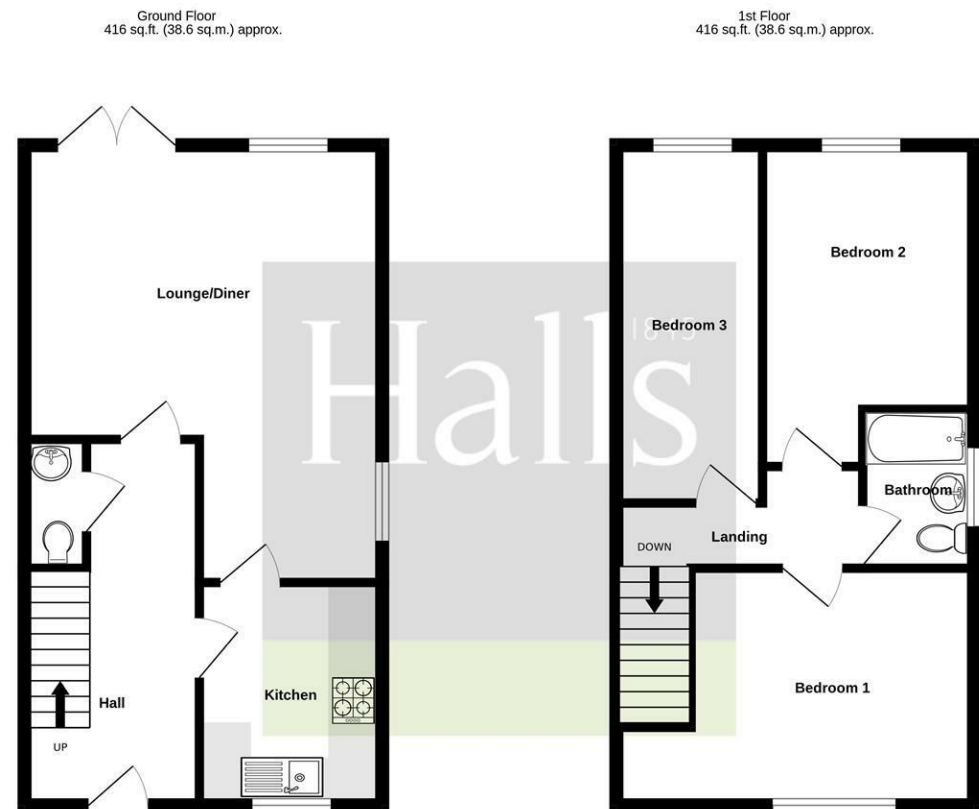 Ground Floor
416 sq.ft. (38.6 sq.m.) approx.
1st Floor
416 sq.ft. (38.6 sq.m.) approx.
Lounge/Diner
Hall
UP
Kitchen
Halls
1845
Bedroom 2
Bedroom 3
Bathroom
Landing
DOWN
Bedroom 1